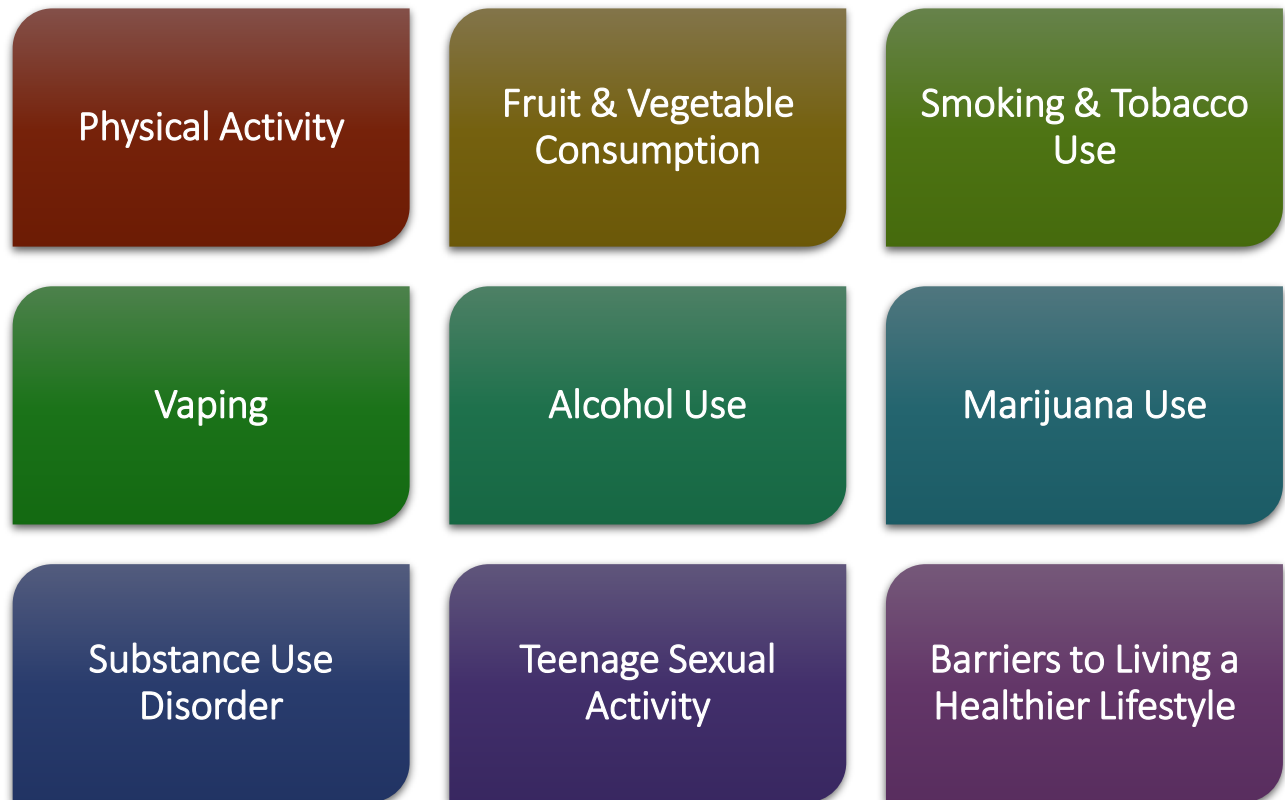 Physical Activity
Fruit & Vegetable
Consumption
Smoking & Tobacco
Use
Vaping
Alcohol Use
Marijuana Use
Substance Use
Disorder
Teenage Sexual
Activity
Barriers to Living a
Healthier Lifestyle